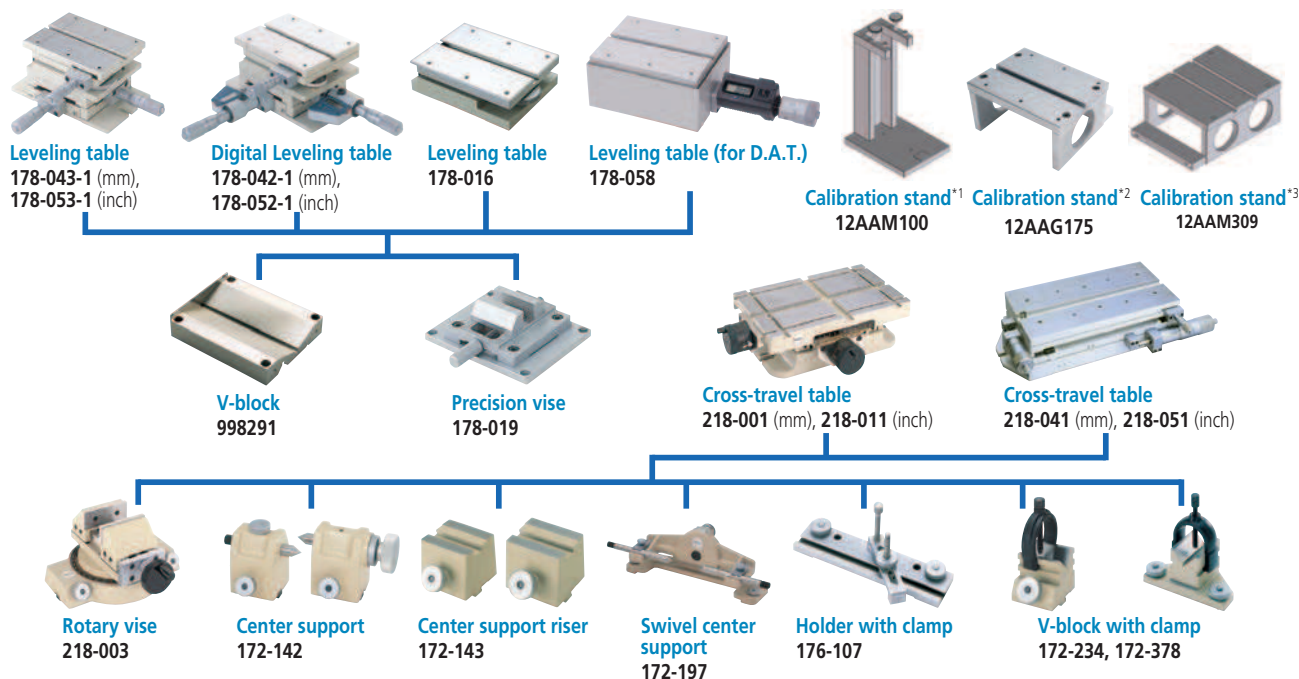 Leveling table
178-043-1 (mm),
178-053-1 (inch)
Digital Leveling table
178-042-1 (mm),
178-052-1 (inch)
Leveling table
178-016
Leveling table (for D.A.T.)
178-058
Calibration stand*1
12AAM100
Calibration stand*2
12AAG175
Calibration stand*3
12AAM309
V-block
998291
Precision vise
178-019
Cross-travel table
218-001 (mm), 218-011 (inch)
Cross-travel table
218-041 (mm), 218-051 (inch)
Rotary vise
218-003
Center support
172-142
Center support riser
172-143
Swivel center
support
172-197
Holder with clamp
176-107
V-block with clamp
172-234, 172-378